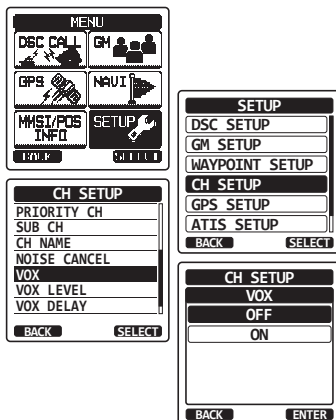 MENU
DSC CALL
GM
GPS
NAVI
MMSI/POS
INFO
SETUP
BACK
SELECT
SETUP
DSC SETUP
GM SETUP
WAYPOINT SETUP
CH SETUP
GPS SETUP
ATIS SETUP
BACK
SELECT
CH SETUP
PRIORITY CH
SUB CH
CH NAME
NOISE CANCEL
VOX
VOX LEVEL
VOX DELAY
BACK
SELECT
CH SETUP
VOX
OFF
ON
BACK
ENTER